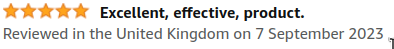 Excellent, effective, product.
Reviewed in the United Kingdom on 7 September 2023